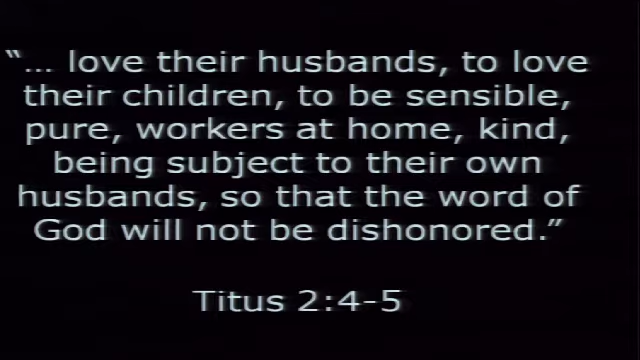 “... love their husbands, to love
their children, to be sensible,
pure, workers at home, kind,
being subject to their own
husbands, so that the word of
God will not be dishonored.”
Titus 2:4-5